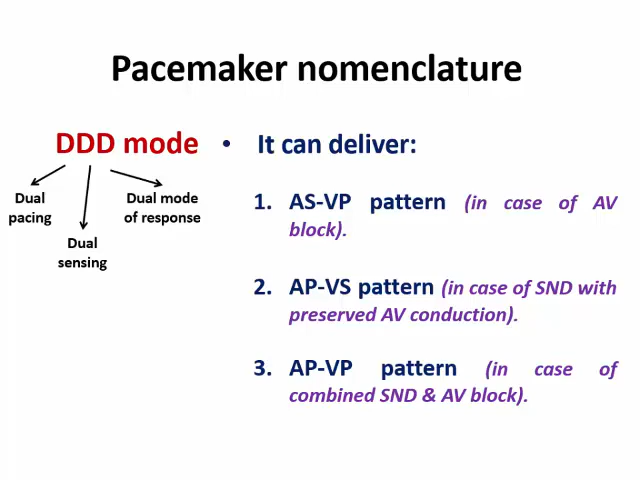 Pacemaker nomenclature
DDD mode
Dual
pacing
Dual
sensing
Dual mode
of response
• It can deliver:
1. AS-VP pattern (in case of AV
block).
2. AP-VS pattern (in case of SND with
preserved AV conduction).
3. AP-VP pattern (in case of
combined SND & AV block).